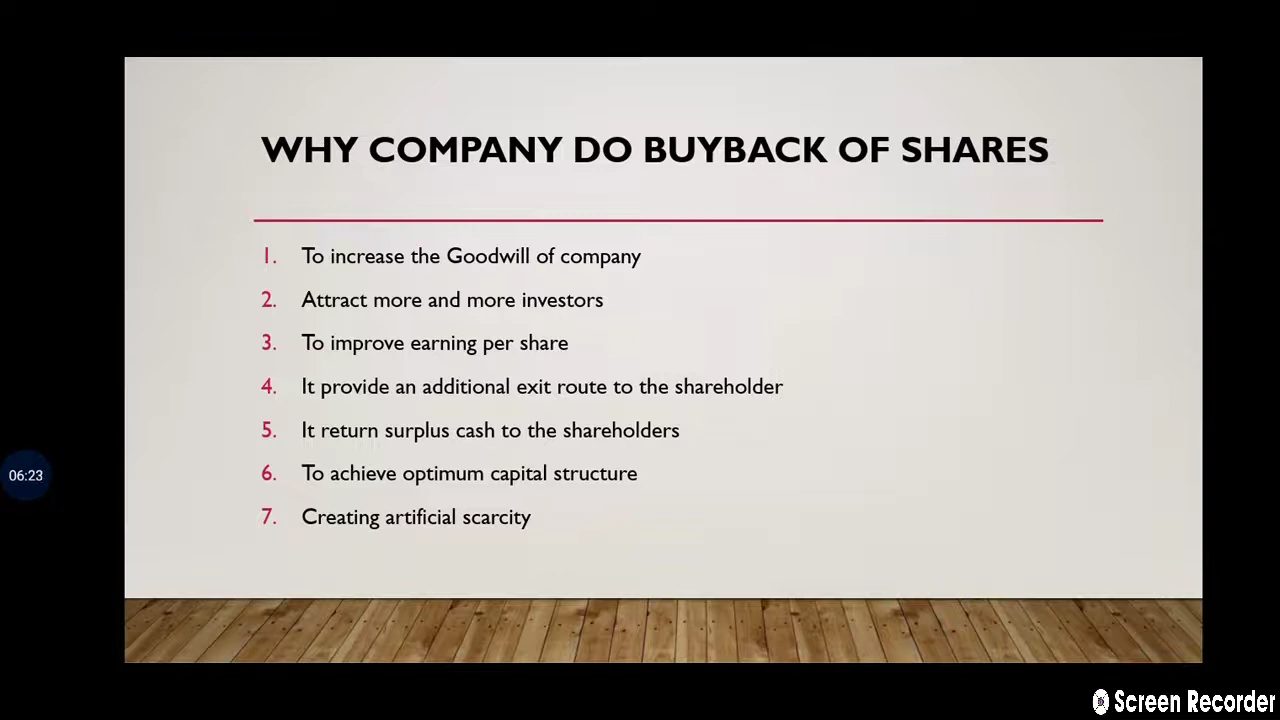 WHY COMPANY DO BUYBACK OF SHARES
1. To increase the Goodwill of company
2. Attract more and more investors
3. To improve earning per share
4. It provide an additional exit route to the shareholder
5. It return surplus cash to the shareholders
6. To achieve optimum capital structure
7. Creating artificial scarcity
06:23
Screen Recorder